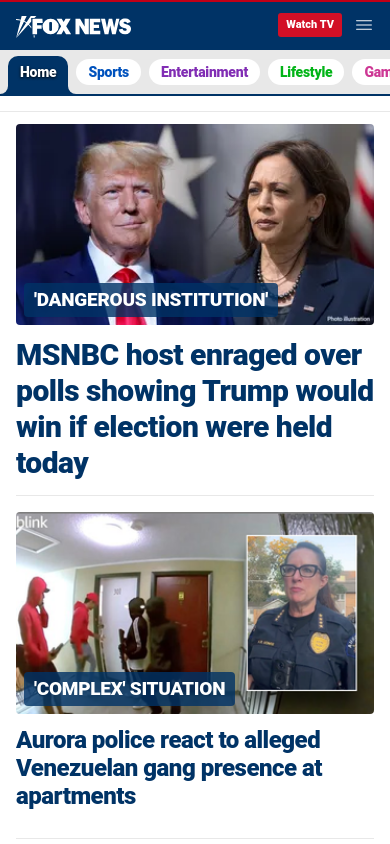 FOX NEWS
Watch TV
Home Sports Entertainment Lifestyle Gam
'DANGEROUS INSTITUTION'
Photo illustration
MSNBC host enraged over
polls showing Trump would
win if election were held
today
blink
'COMPLEX' SITUATION
Aurora police react to alleged
Venezuelan gang presence at
apartments